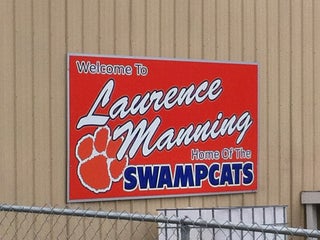 Welcome To
Laurence
Manning
Home Of The
SWAMPCATS